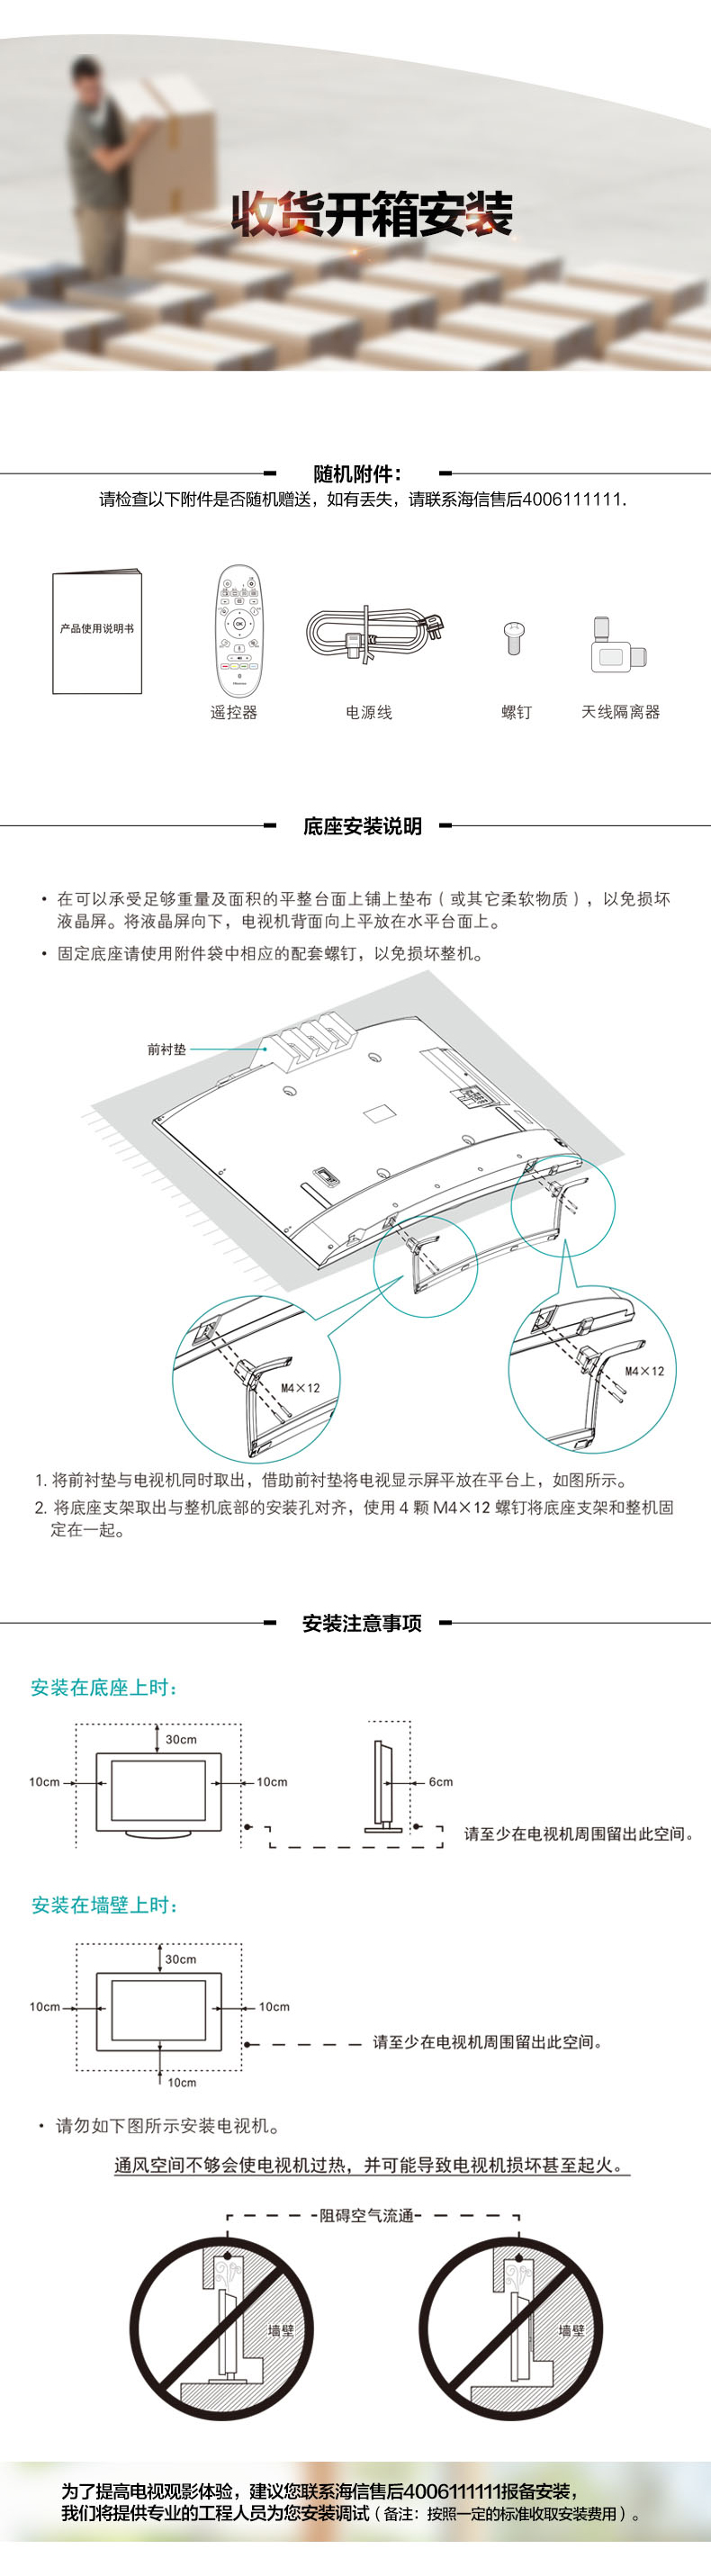 收货开箱安装
随机附件：
请检查以下附件是否随机赠送，如有丢失，请联系海信售后4006111111.
产品使用说明书
OK
遥控器
电源线
螺钉
天线隔离器
底座安装说明
• 在可以承受足够重量及面积的平整台面上铺上垫布（或其它柔软物质），以免损坏
液晶屏。将液晶屏向下，电视机背面向上平放在水平台面上。
• 固定底座请使用附件袋中相应的配套螺钉，以免损坏整机。
前衬垫
M4×12
M4×12
1. 将前衬垫与电视机同时取出，借助前衬垫将电视显示屏平放在平台上，如图所示。
2. 将底座支架取出与整机底部的安装孔对齐，使用 4 颗 M4×12 螺钉将底座支架和整机固
定在一起。
安装注意事项
安装在底座上时：
30cm
10cm
10cm
6cm
请至少在电视机周围留出此空间。
安装在墙壁上时：
30cm
10cm
10cm
请至少在电视机周围留出此空间。
10cm
• 请勿如下图所示安装电视机。
通风空间不够会使电视机过热，并可能导致电视机损坏甚至起火。
阻碍空气流通
墙壁
墙壁
为了提高电视观影体验，建议您联系海信售后4006111111报备安装，
我们将提供专业的工程人员为您安装调试（备注：按照一定的标准收取安装费用）。